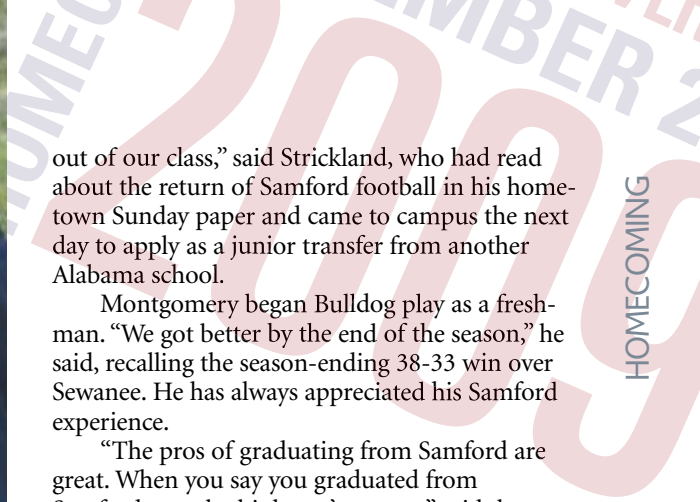 out of our class,” said Strickland, who had read
about the return of Samford football in his home-
town Sunday paper and came to campus the next
day to apply as a junior transfer from another
Alabama school.
Montgomery began Bulldog play as a fresh-
man. “We got better by the end of the season,” he
said, recalling the season-ending 38-33 win over
Sewanee. He has always appreciated his Samford
experience.
“The pros of graduating from Samford are
great. When you say you graduated from
HOMECOMING
2009